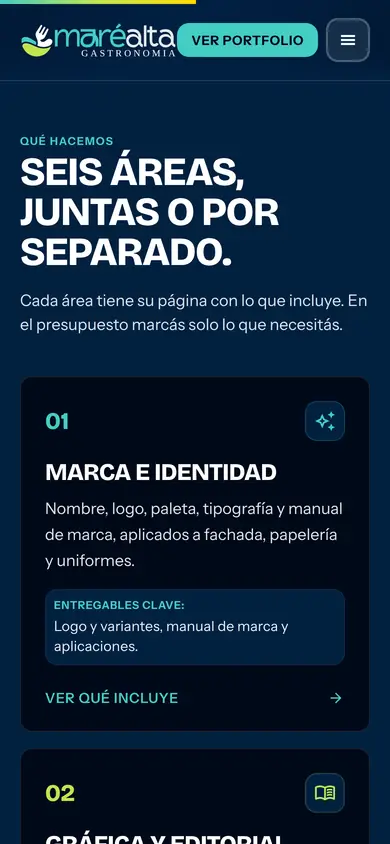 maréalta
GASTRONOMIA
VER PORTFOLIO
QUÉ HACEMOS
SEIS ÁREAS,
JUNTAS O POR
SEPARADO.
Cada área tiene su página con lo que incluye. En
el presupuesto marcás solo lo que necesitás.
01
MARCA E IDENTIDAD
Nombre, logo, paleta, tipografía y manual
de marca, aplicados a fachada, papelería
y uniformes.
ENTREGABLES CLAVE:
Logo y variantes, manual de marca y
aplicaciones.
VER QUÉ INCLUYE
02
GRÁFICA Y EDITORIAL